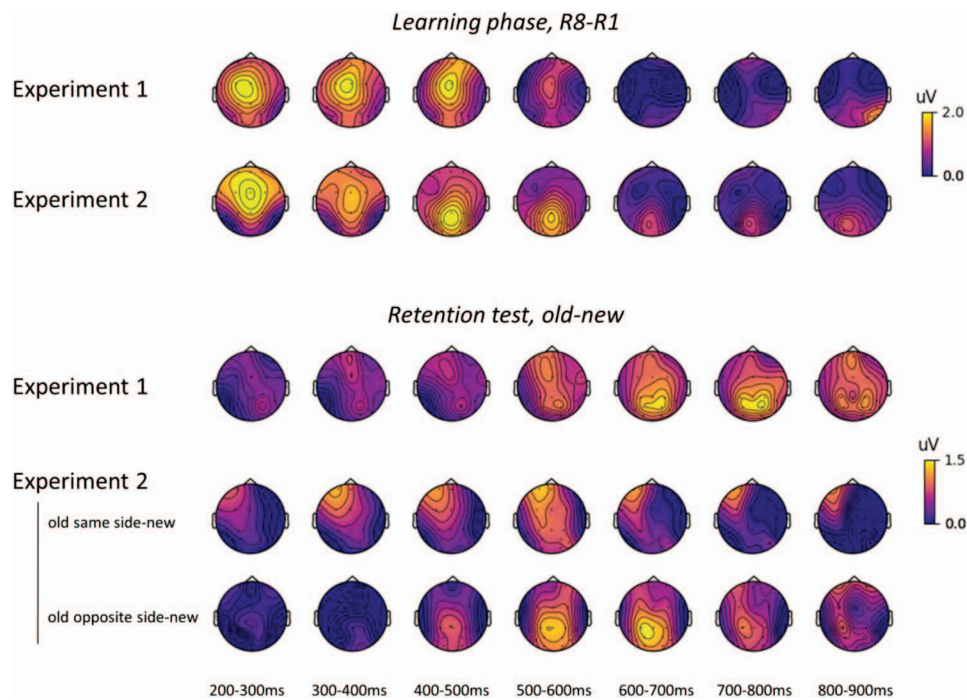 Learning phase, R8-R1
Experiment 1
uV
2.0
0.0
Experiment 2
Retention test, old-new
Experiment 1
uV
1.5
0.0
Experiment 2
old same side-new
old opposite side-new
200-300ms 300-400ms 400-500ms 500-600ms 600-700ms 700-800ms 800-900ms